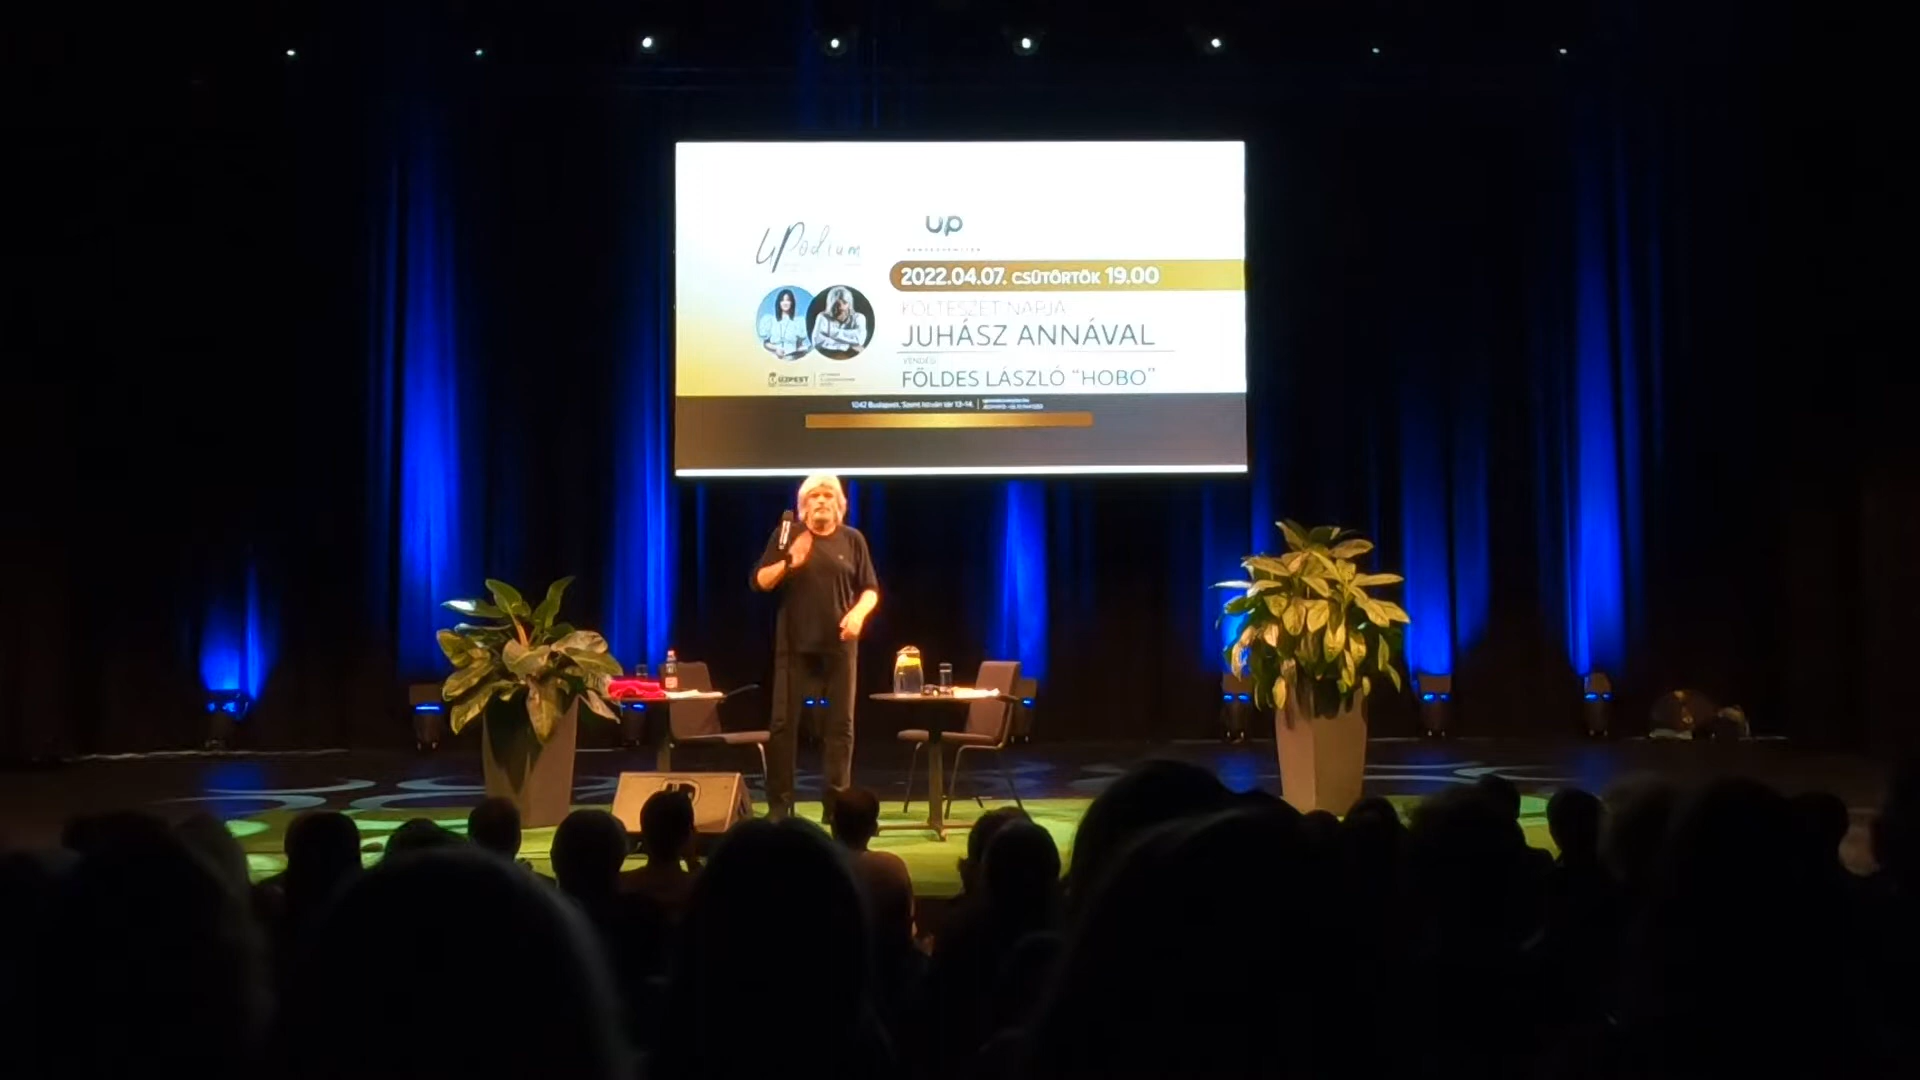 UPodium
up
2022.04.07. CSÜTÖRTÖK 19.00
KÖLTÉSZET NAPJA
JUHÁSZ ANNÁVAL
VENDÉG:
FÖLDES LÁSZLÓ "HOBO"
ÚJPEST
1042 Budapest, Szent István tér 13-14.